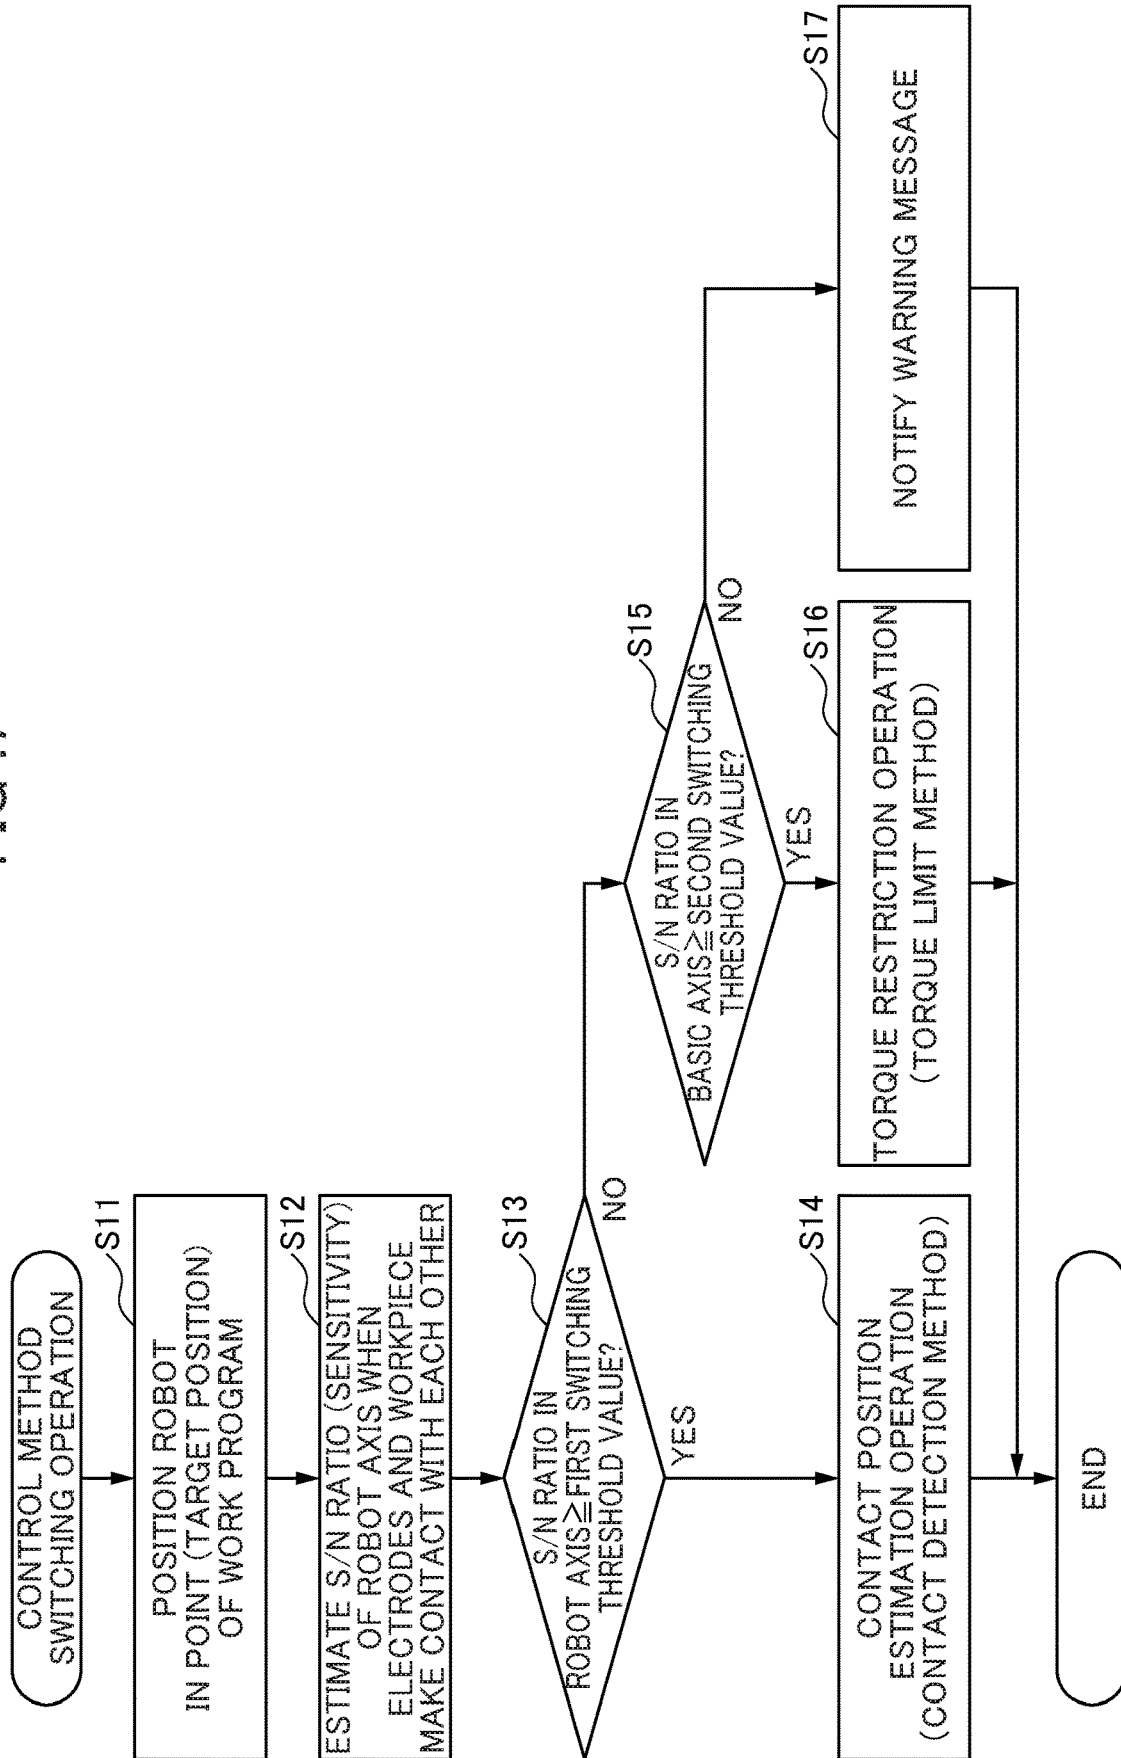 CONTROL METHOD
SWITCHING OPERATION
S11
POSITION ROBOT
IN POINT (TARGET POSITION)
OF WORK PROGRAM
S12
ESTIMATE S/N RATIO (SENSITIVITY)
OF ROBOT AXIS WHEN
ELECTRODES AND WORKPIECE
MAKE CONTACT WITH EACH OTHER
S13
S/N RATIO IN
ROBOT AXIS≧FIRST SWITCHING
THRESHOLD VALUE?
NO
YES
S15
S/N RATIO IN
BASIC AXIS≧SECOND SWITCHING
THRESHOLD VALUE?
NO
YES
S14
CONTACT POSITION
ESTIMATION OPERATION
(CONTACT DETECTION METHOD)
S16
TORQUE RESTRICTION OPERATION
(TORQUE LIMIT METHOD)
S17
NOTIFY WARNING MESSAGE
END